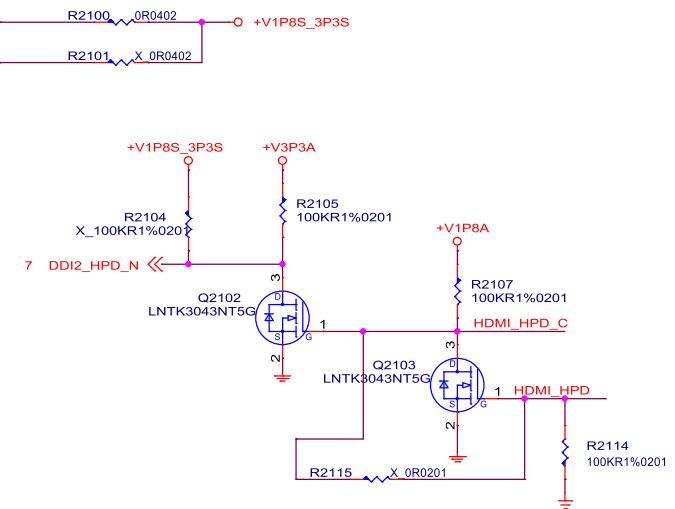 R2100 0R0402
+V1P8S_3P3S
R2101 X_0R0402
+V1P8S_3P3S
+V3P3A
R2104
X_100KR1%0201
R2105
100KR1%0201
+V1P8A
7 DDI2_HPD_N
3
R2107
100KR1%0201
Q2102
LNTK3043NT5G
D
S
G
1
2
HDMI_HPD_C
3
Q2103
LNTK3043NT5G
D
S
G
1
2
HDMI_HPD
R2114
100KR1%0201
R2115 X_0R0201